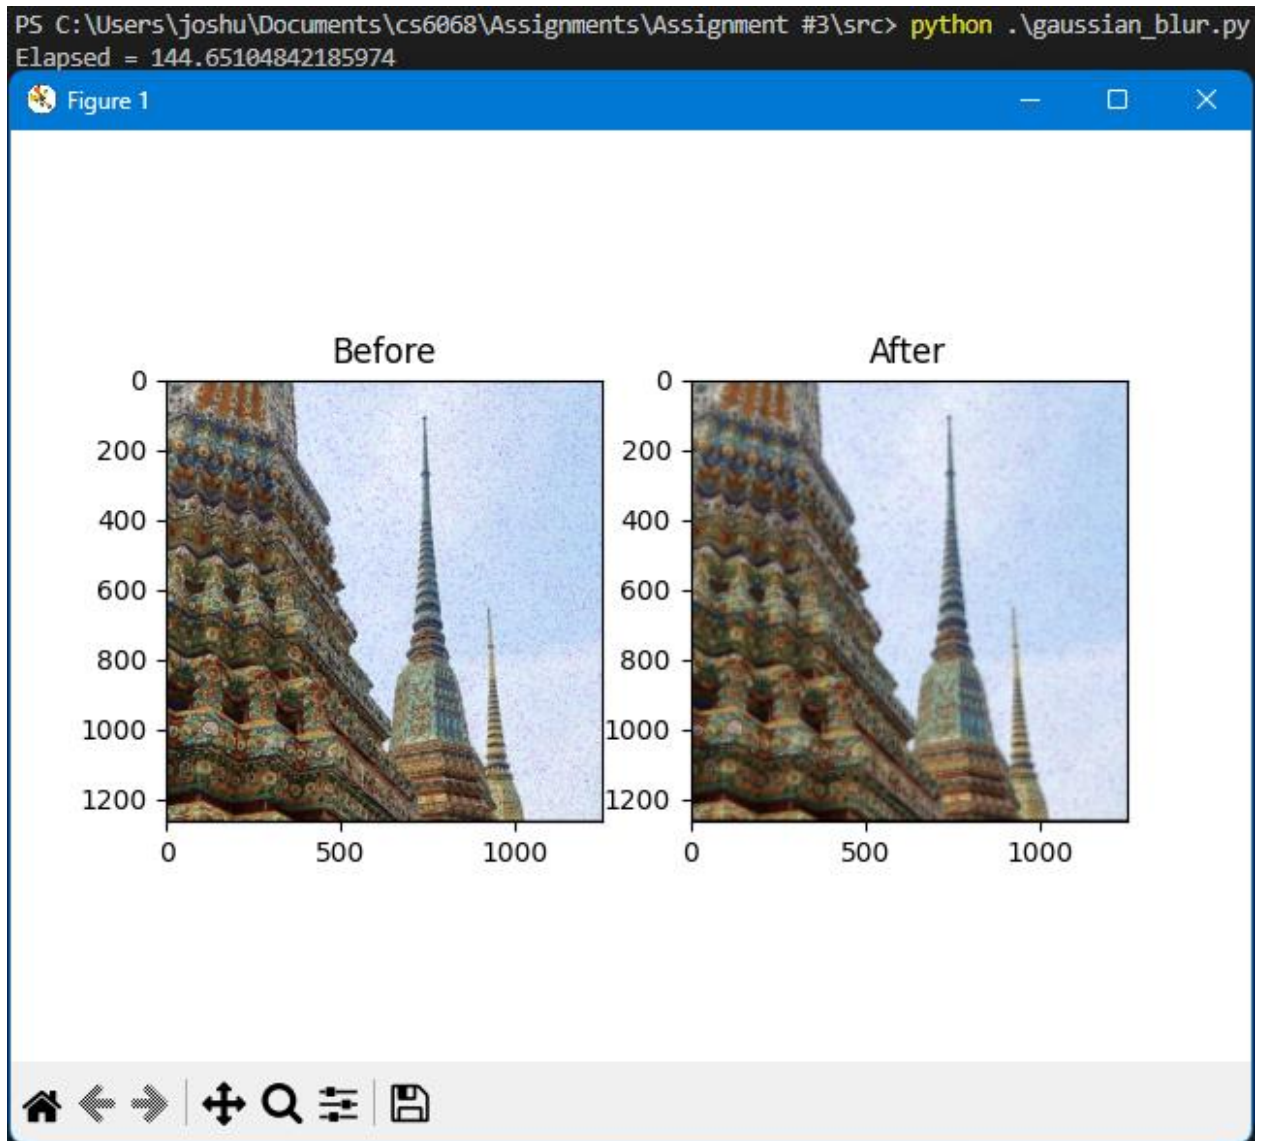 PS C:\Users\joshu\Documents\cs6068\Assignments\Assignment #3\src> python .\gaussian_blur.py
Elapsed = 144.65104842185974
Figure 1
Before
0
200
400
600
800
1000
1200
0 500 1000
After
0
200
400
600
800
1000
1200
0 500 1000